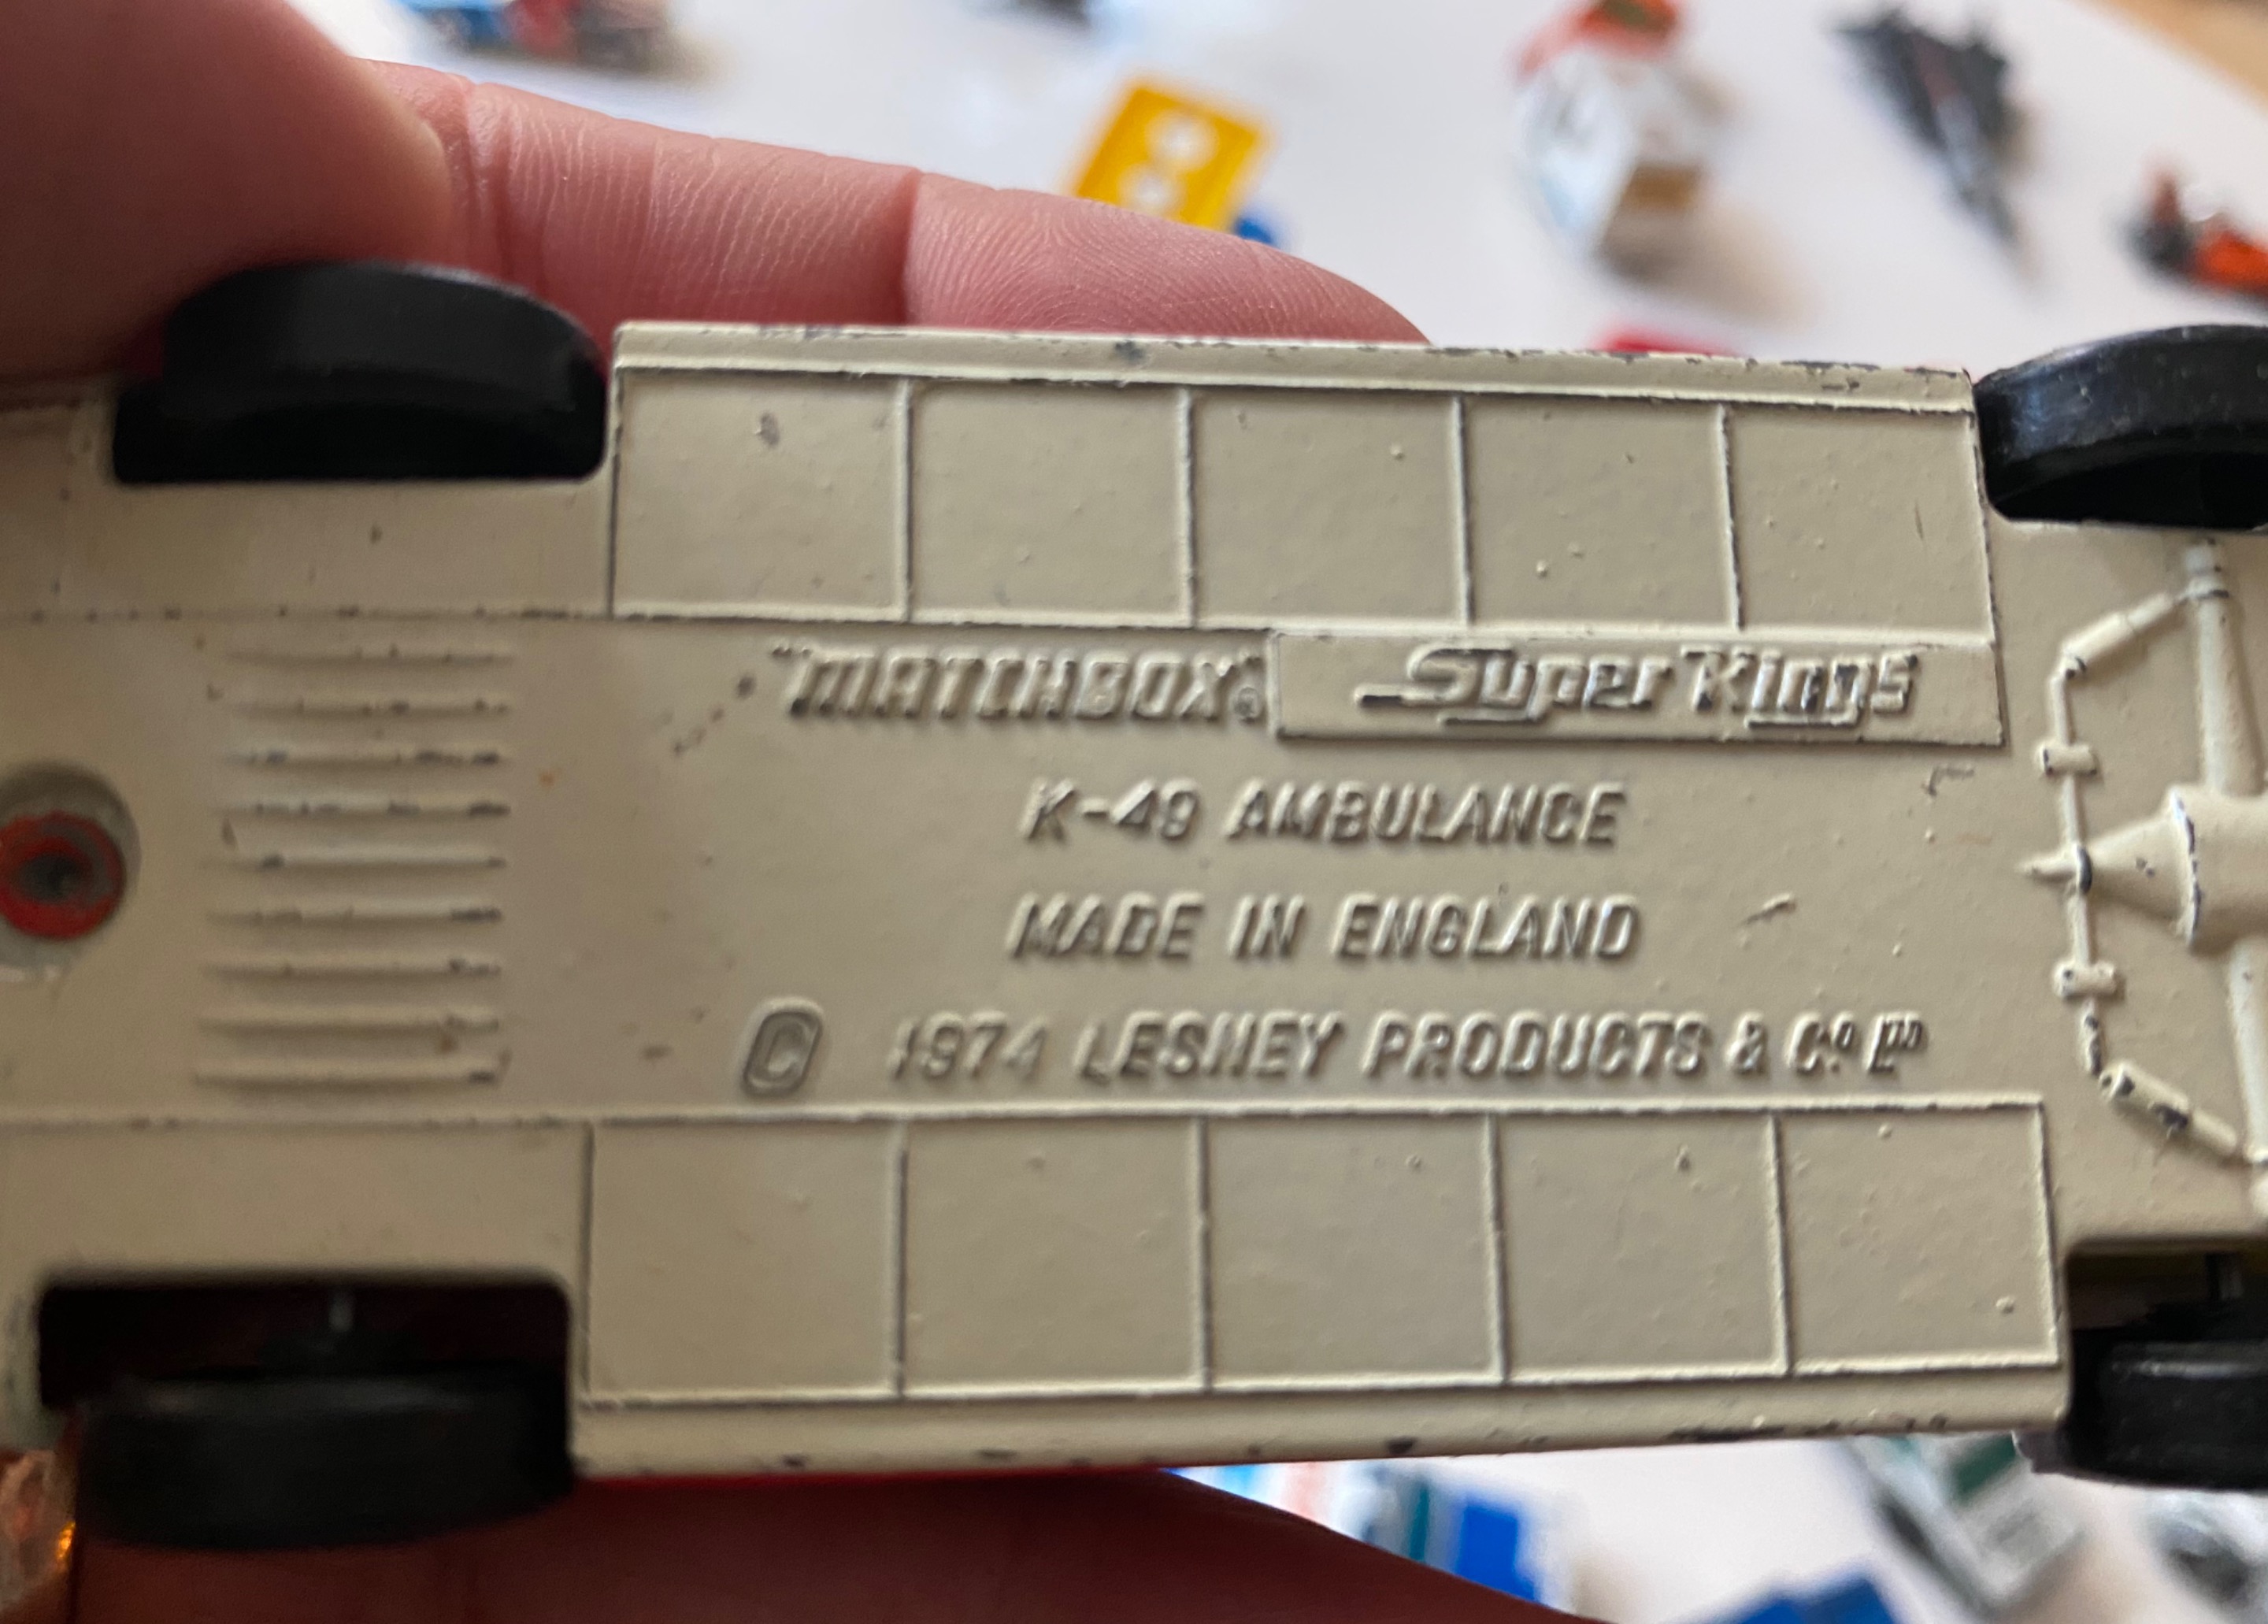 "MATCHBOX"® Super Kings
K-49 AMBULANCE
MADE IN ENGLAND
© 1974 LESNEY PRODUCTS & Cº. Lᵀᴰ